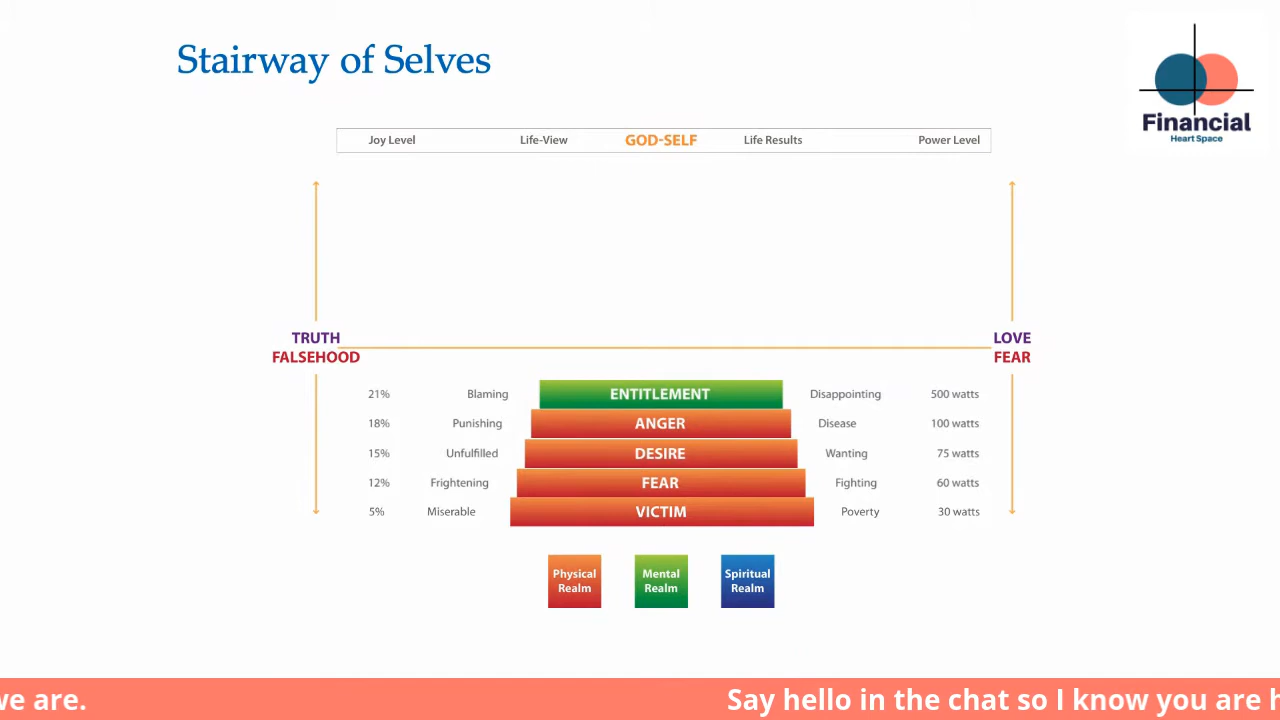 Stairway of Selves
Financial
Heart Space
Joy Level Life-View GOD-SELF Life Results Power Level
TRUTH LOVE
FALSEHOOD FEAR
21% Blaming ENTITLEMENT Disappointing 500 watts
18% Punishing ANGER Disease 100 watts
15% Unfulfilled DESIRE Wanting 75 watts
12% Frightening FEAR Fighting 60 watts
5% Miserable VICTIM Poverty 30 watts
Physical Mental Spiritual
Realm Realm Realm
we are. Say hello in the chat so I know you are